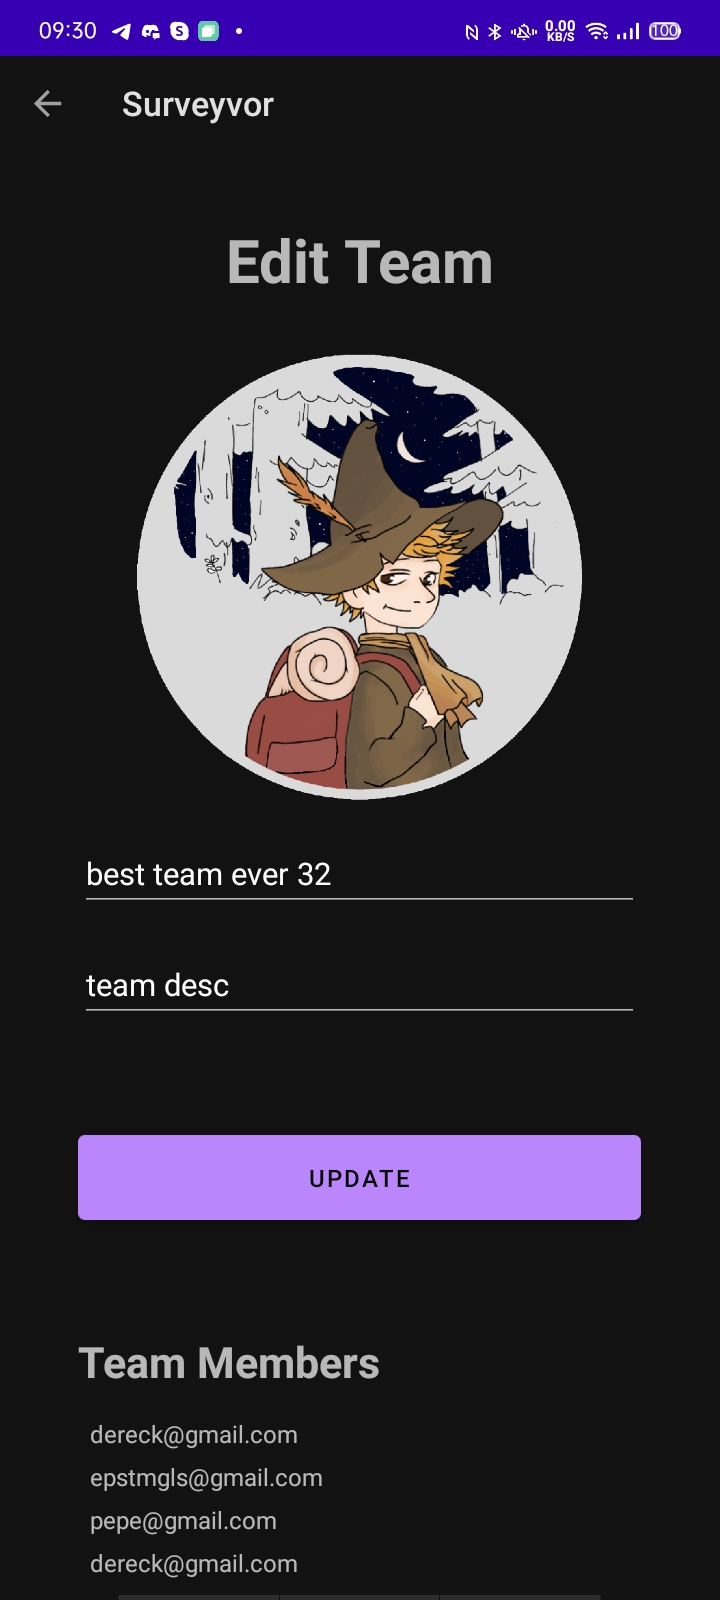 09:30 0.00 KB/S 100
Surveyvor
Edit Team
best team ever 32
team desc
UPDATE
Team Members
dereck@gmail.com
epstmgls@gmail.com
pepe@gmail.com
dereck@gmail.com